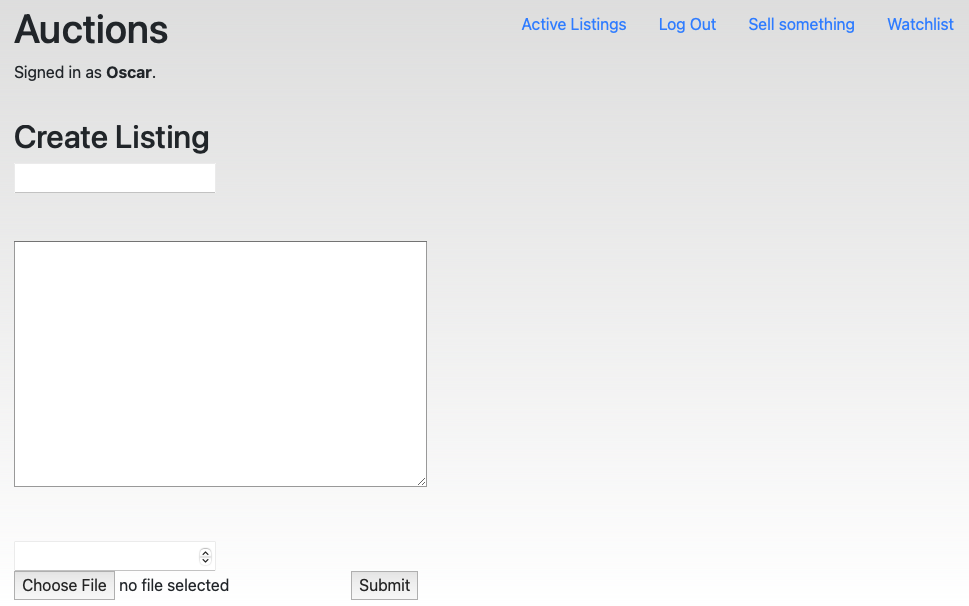 Auctions
Active Listings Log Out Sell something Watchlist
Signed in as Oscar.
Create Listing
Choose File no file selected Submit